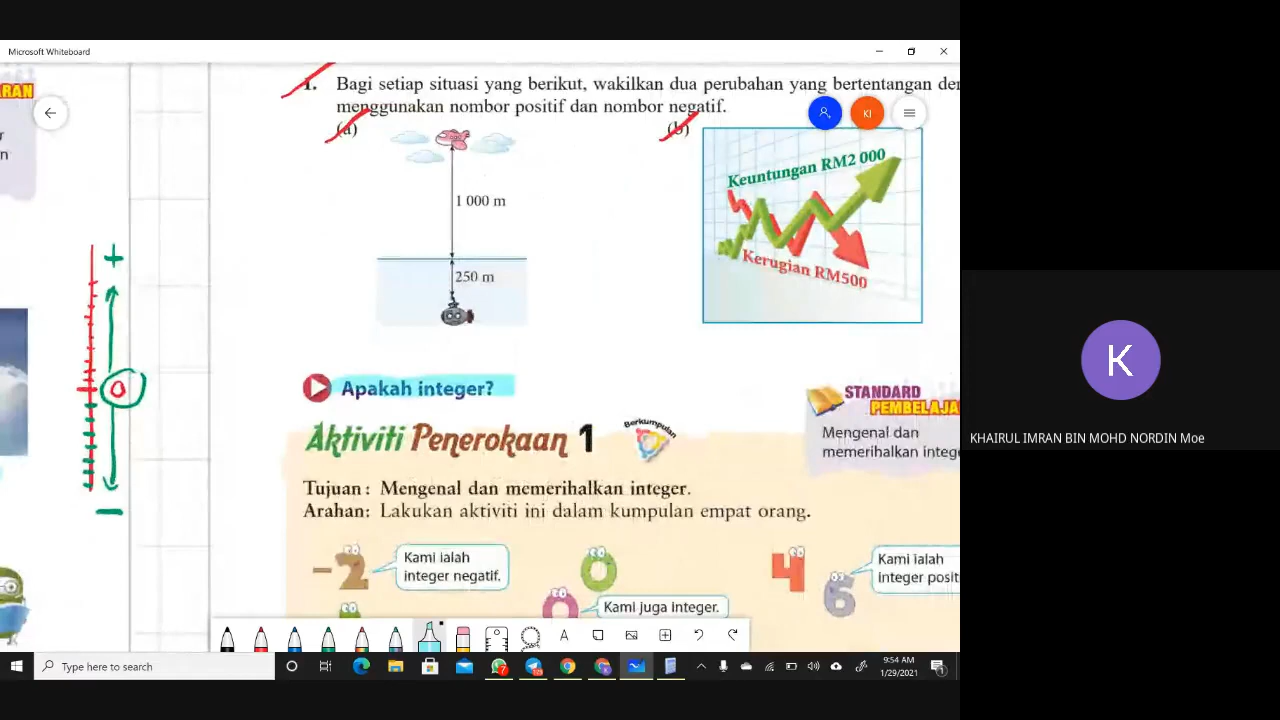 Microsoft Whiteboard
ARAN
1. Bagi setiap situasi yang berikut, wakilkan dua perubahan yang bertentangan
menggunakan nombor positif dan nombor negatif.
(a)
(b)
KI
1 000 m
250 m
Keuntungan RM2 000
Kerugian RM500
+
0
–
Apakah integer?
Aktiviti Penerokaan 1
Berkumpulan
STANDARD
PEMBELAJA
Mengenal dan
memerihalkan integ
Tujuan : Mengenal dan memerihalkan integer.
Arahan: Lakukan aktiviti ini dalam kumpulan empat orang.
–2
Kami ialah
integer negatif.
0
Kami juga integer.
4
6
Kami ialah
integer posit
K
KHAIRUL IMRAN BIN MOHD NORDIN Moe
A
Type here to search
9:54 AM
1/29/2021